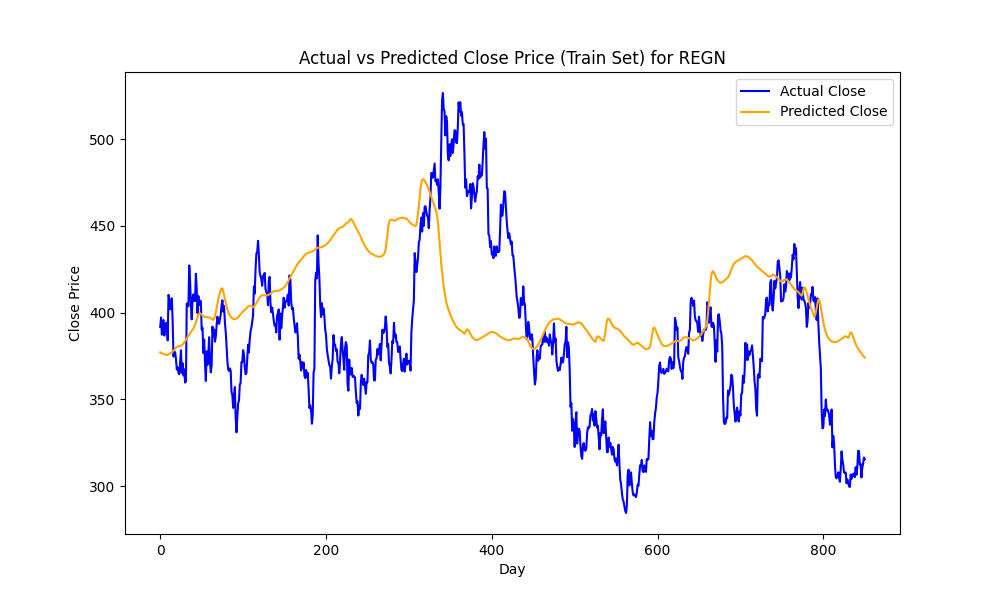 Actual vs Predicted Close Price (Train Set) for REGN
Actual Close
Predicted Close
500
450
400
350
300
Close Price
0 200 400 600 800
Day